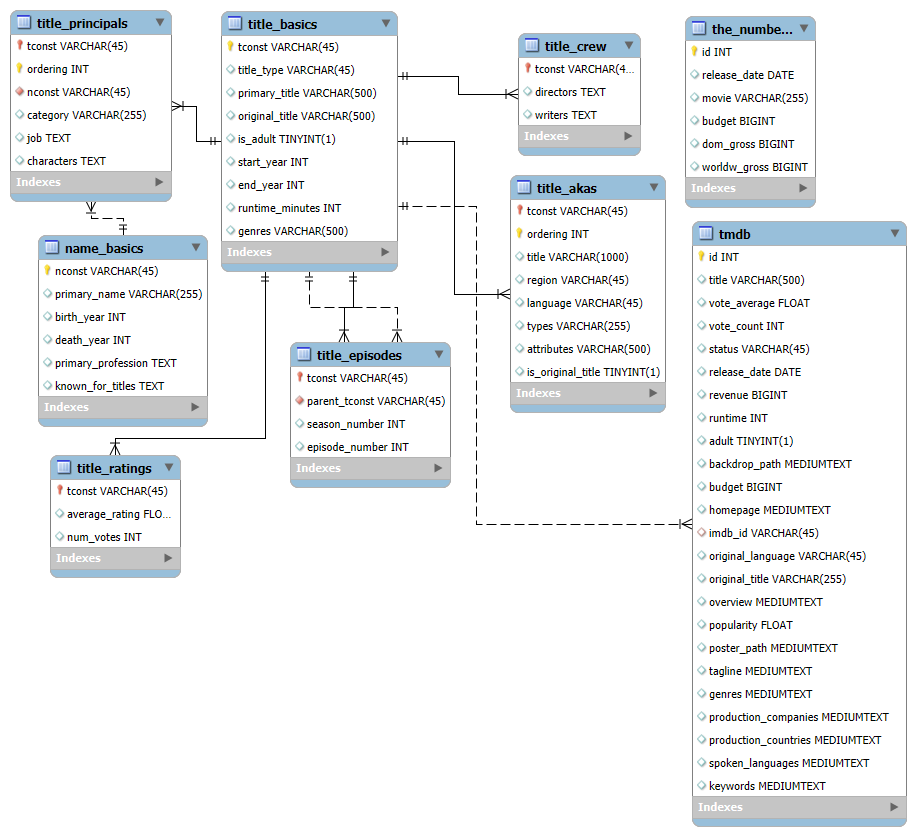 title_principals
tconst VARCHAR(45)
ordering INT
nconst VARCHAR(45)
category VARCHAR(255)
job TEXT
characters TEXT
Indexes
title_basics
tconst VARCHAR(45)
title_type VARCHAR(45)
primary_title VARCHAR(500)
original_title VARCHAR(500)
is_adult TINYINT(1)
start_year INT
end_year INT
runtime_minutes INT
genres VARCHAR(500)
Indexes
title_crew
tconst VARCHAR(4...
directors TEXT
writers TEXT
Indexes
the_numbe...
id INT
release_date DATE
movie VARCHAR(255)
budget BIGINT
dom_gross BIGINT
worldw_gross BIGINT
Indexes
title_akas
tconst VARCHAR(45)
ordering INT
title VARCHAR(1000)
region VARCHAR(45)
language VARCHAR(45)
types VARCHAR(255)
attributes VARCHAR(500)
is_original_title TINYINT(1)
Indexes
name_basics
nconst VARCHAR(45)
primary_name VARCHAR(255)
birth_year INT
death_year INT
primary_profession TEXT
known_for_titles TEXT
Indexes
title_episodes
tconst VARCHAR(45)
parent_tconst VARCHAR(45)
season_number INT
episode_number INT
Indexes
title_ratings
tconst VARCHAR(45)
average_rating FLO...
num_votes INT
Indexes
tmdb
id INT
title VARCHAR(500)
vote_average FLOAT
vote_count INT
status VARCHAR(45)
release_date DATE
revenue BIGINT
runtime INT
adult TINYINT(1)
backdrop_path MEDIUMTEXT
budget BIGINT
homepage MEDIUMTEXT
imdb_id VARCHAR(45)
original_language VARCHAR(45)
original_title VARCHAR(255)
overview MEDIUMTEXT
popularity FLOAT
poster_path MEDIUMTEXT
tagline MEDIUMTEXT
genres MEDIUMTEXT
production_companies MEDIUMTEXT
production_countries MEDIUMTEXT
spoken_languages MEDIUMTEXT
keywords MEDIUMTEXT
Indexes